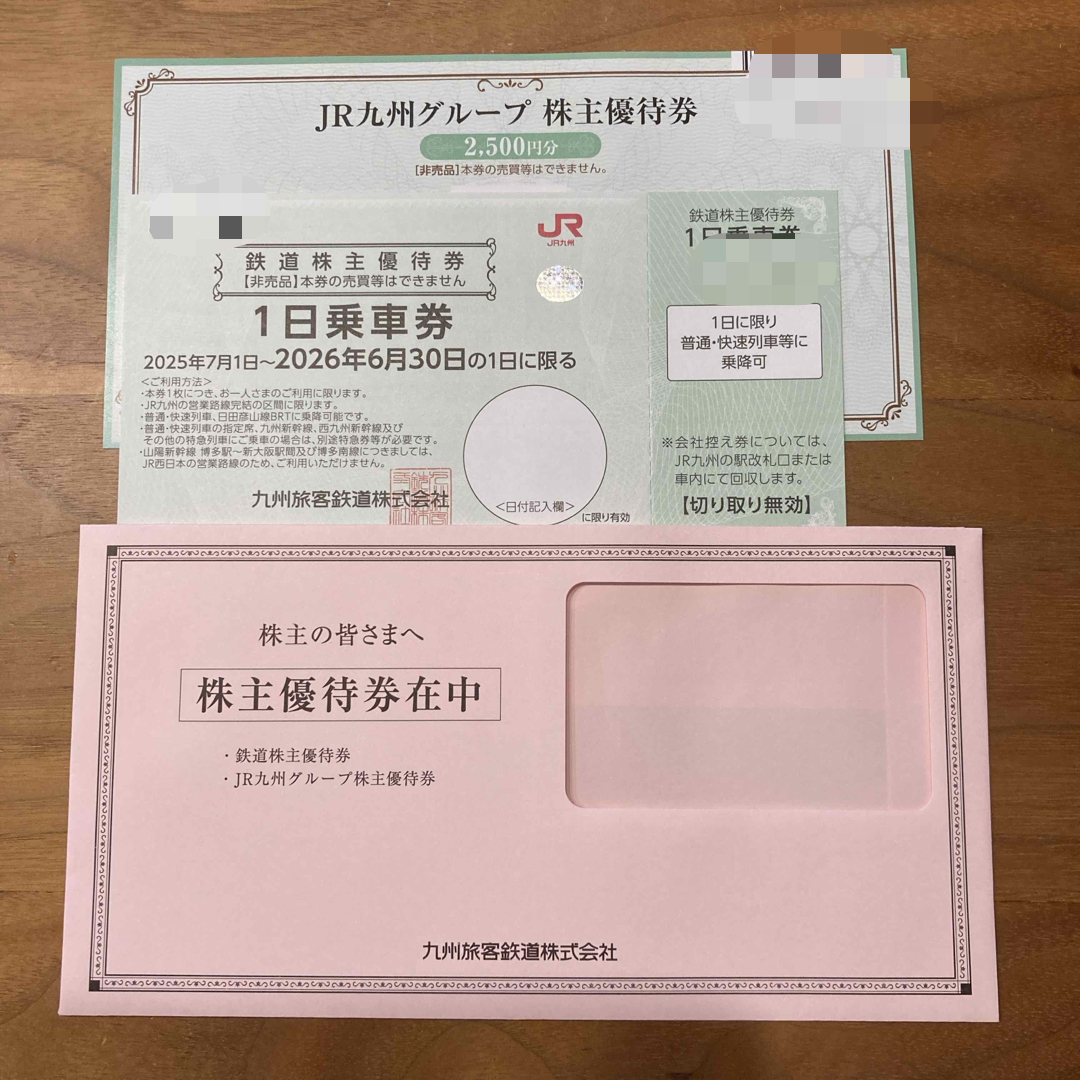 JR九州グループ 株主優待券
2,500円分
[非売品]本券の売買等はできません。
JR
JR九州
鉄道株主優待券
【非売品】本券の売買等はできません
1日乗車券
2025年7月1日～2026年6月30日の1日に限る
＜ご利用方法＞
・本券1枚につき、お一人さまのご利用に限ります。
・JR九州の営業路線完結の区間に限ります。
・普通・快速列車、日田彦山線BRTに乗降可能です。
・普通・快速列車の指定席、九州新幹線、西九州新幹線及び
その他の特急列車にご乗車の場合は、別途特急券等が必要です。
・山陽新幹線 博多駅～新大阪駅間及び博多南線につきましては、
JR西日本の営業路線のため、ご利用いただけません。
九州旅客鉄道株式会社
＜日付記入欄＞
に限り有効
鉄道株主優待券
1日乗車券
1日に限り
普通・快速列車等に
乗降可
※会社控え券については、
JR九州の駅改札口または
車内にて回収します。
【切り取り無効】
株主の皆さまへ
株主優待券在中
・鉄道株主優待券
・JR九州グループ株主優待券
九州旅客鉄道株式会社